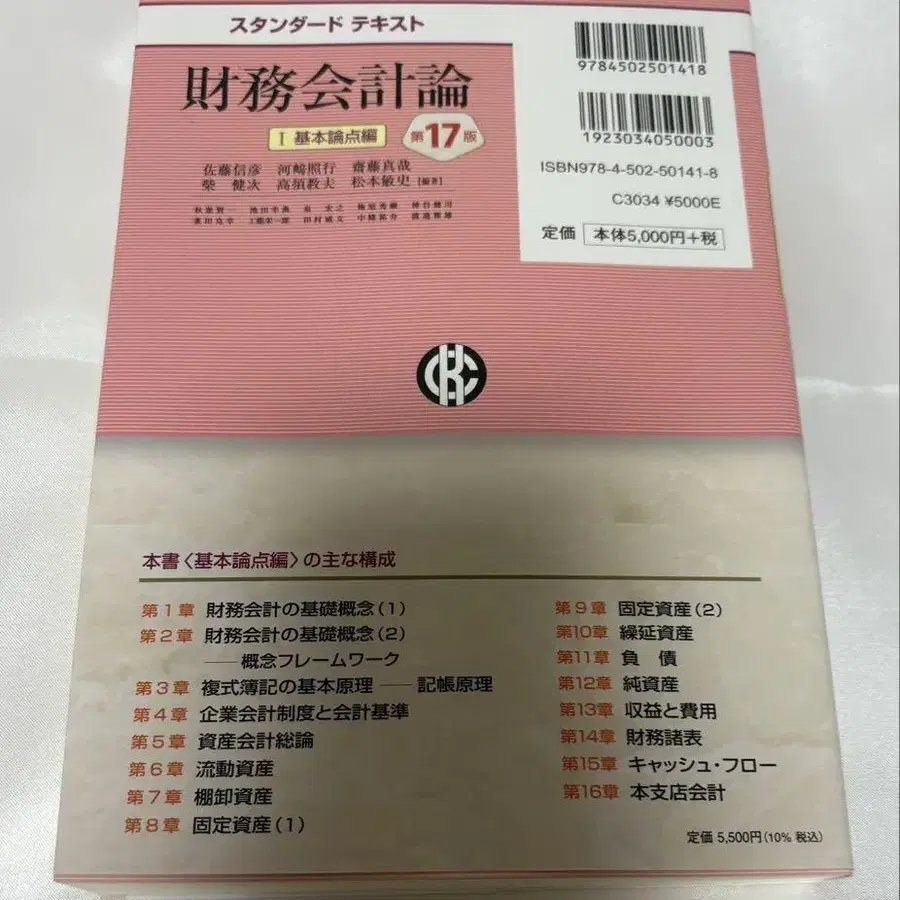 スタンダード テキスト
財務会計論
Ⅰ 基本論点編
第17版
佐藤信彦 河﨑照行 齋藤真哉
柴 健次 高須教夫 松本敏史 [編著]
9784502501418
1923034050003
ISBN978-4-502-50141-8
C3034 ¥5000E
定価 本体5,000円+税
本書〈基本論点編〉の主な構成
第1章 財務会計の基礎概念(1)
第2章 財務会計の基礎概念(2)
――概念フレームワーク
第3章 複式簿記の基本原理 ―― 記帳原理
第4章 企業会計制度と会計基準
第5章 資産会計総論
第6章 流動資産
第7章 棚卸資産
第8章 固定資産(1)
第9章 固定資産(2)
第10章 繰延資産
第11章 負 債
第12章 純資産
第13章 収益と費用
第14章 財務諸表
第15章 キャッシュ・フロー
第16章 本支店会計
定価 5,500円(10% 税込)